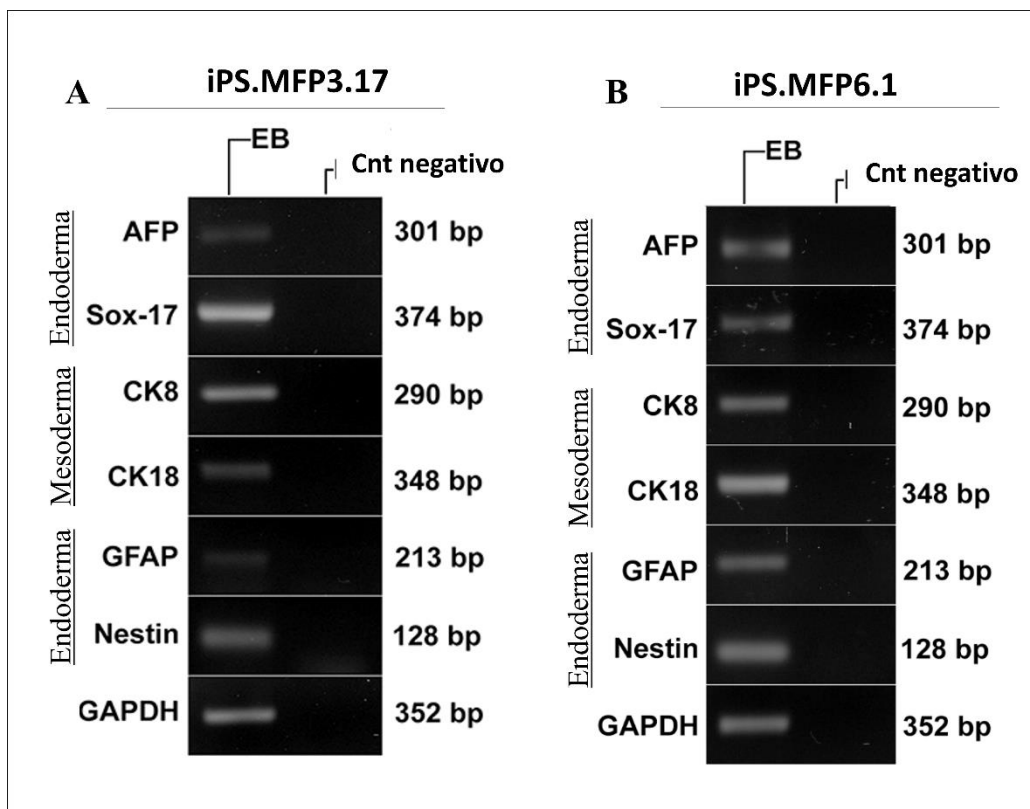 A
iPS.MFP3.17
EB
Cnt negativo
Endoderma
AFP
301 bp
Sox-17
374 bp
Mesoderma
CK8
290 bp
CK18
348 bp
Endoderma
GFAP
213 bp
Nestin
128 bp
GAPDH
352 bp
B
iPS.MFP6.1
EB
Cnt negativo
Endoderma
AFP
301 bp
Sox-17
374 bp
Mesoderma
CK8
290 bp
CK18
348 bp
Endoderma
GFAP
213 bp
Nestin
128 bp
GAPDH
352 bp